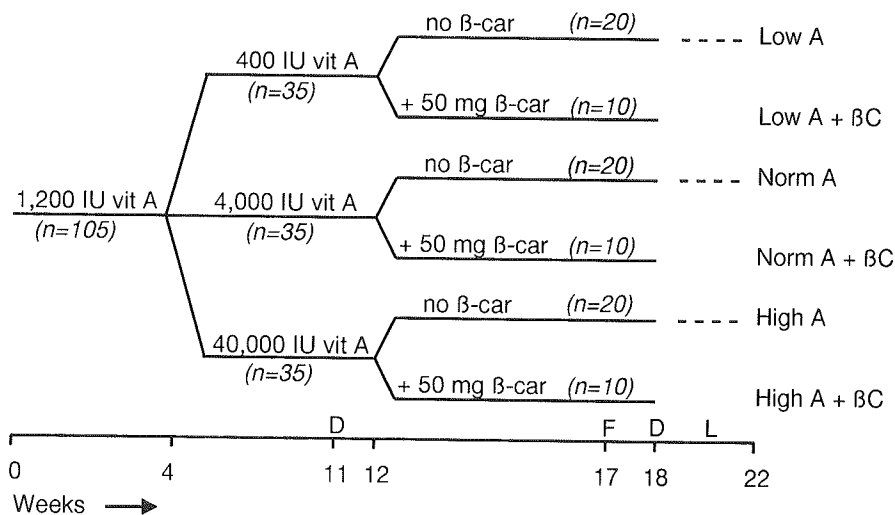 no ß-car (n=20) Low A
400 IU vit A
(n=35)
+ 50 mg ß-car (n=10) Low A + ßC
no ß-car (n=20) Norm A
1,200 IU vit A 4,000 IU vit A
(n=105) (n=35)
+ 50 mg ß-car (n=10) Norm A + ßC
no ß-car (n=20) High A
40,000 IU vit A
(n=35)
+ 50 mg ß-car (n=10) High A + ßC
D F D L
0 4 11 12 17 18 22
Weeks